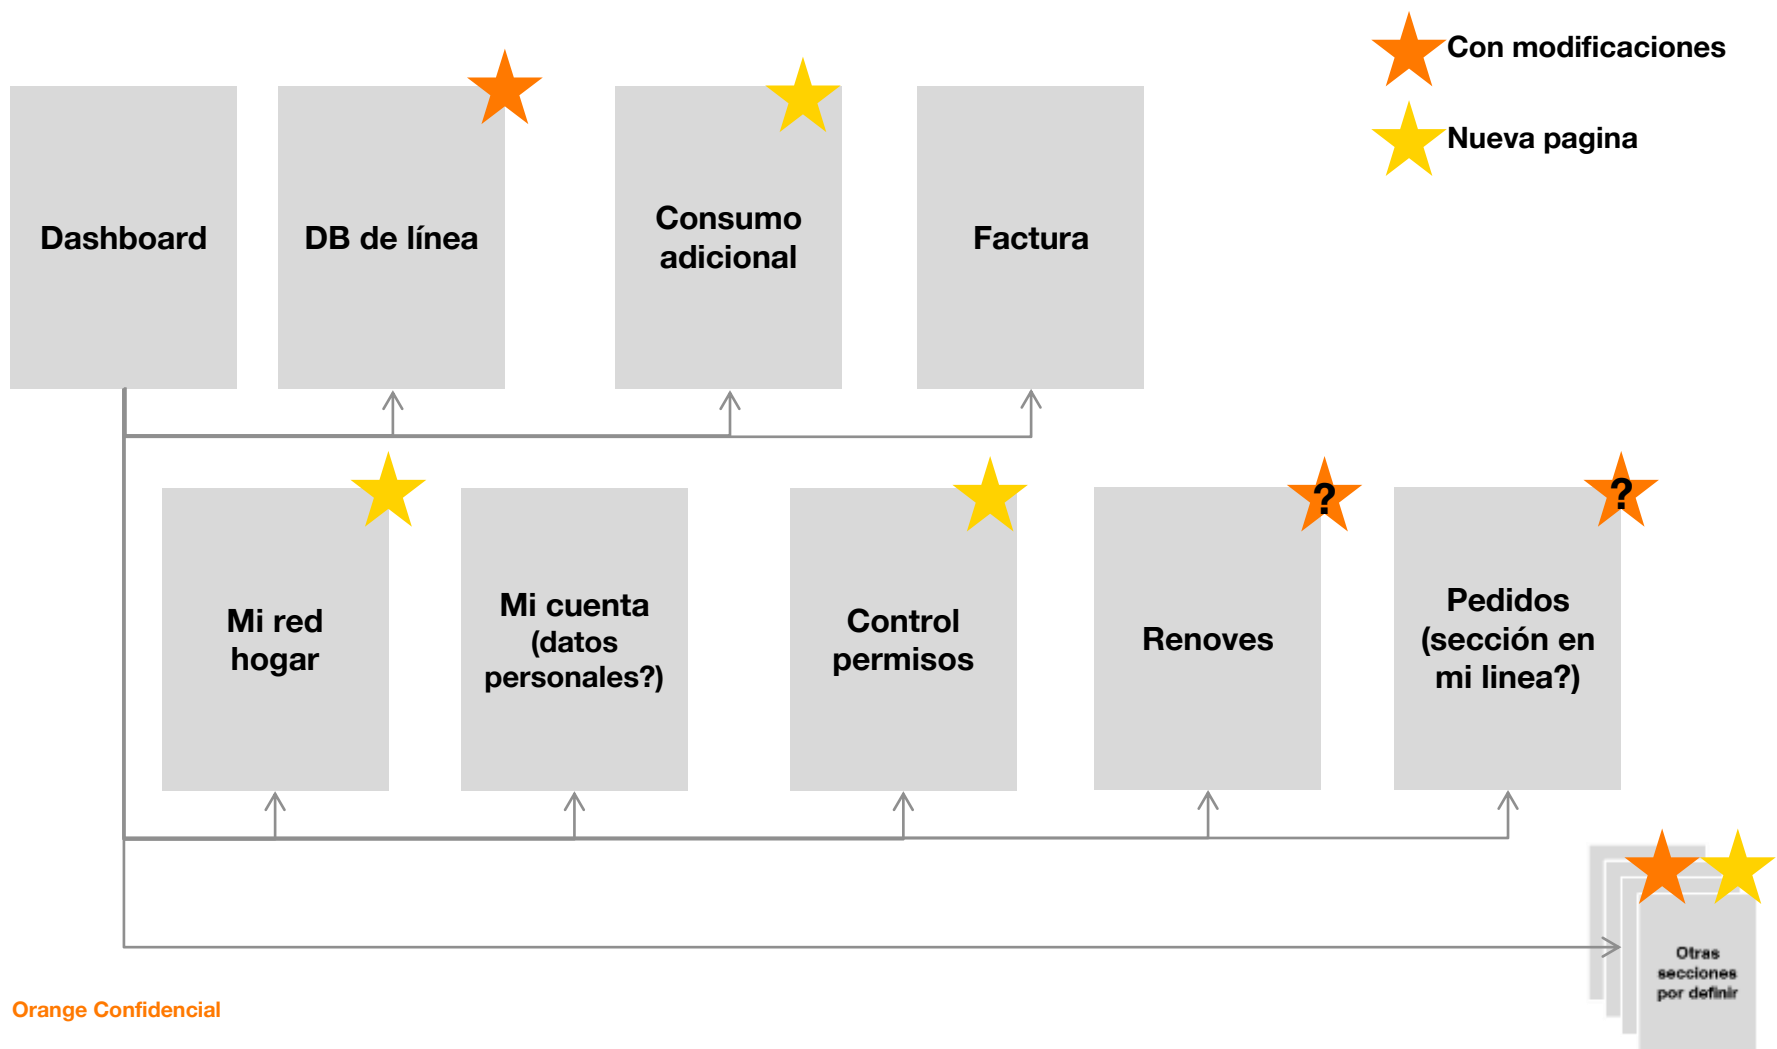 Con modificaciones
Nueva pagina
Dashboard
DB de línea
Consumo
adicional
Factura
Mi red
hogar
Mi cuenta
(datos
personales?)
Control
permisos
?
Renoves
?
Pedidos
(sección en
mi linea?)
Otras
secciones
por definir
Orange Confidencial